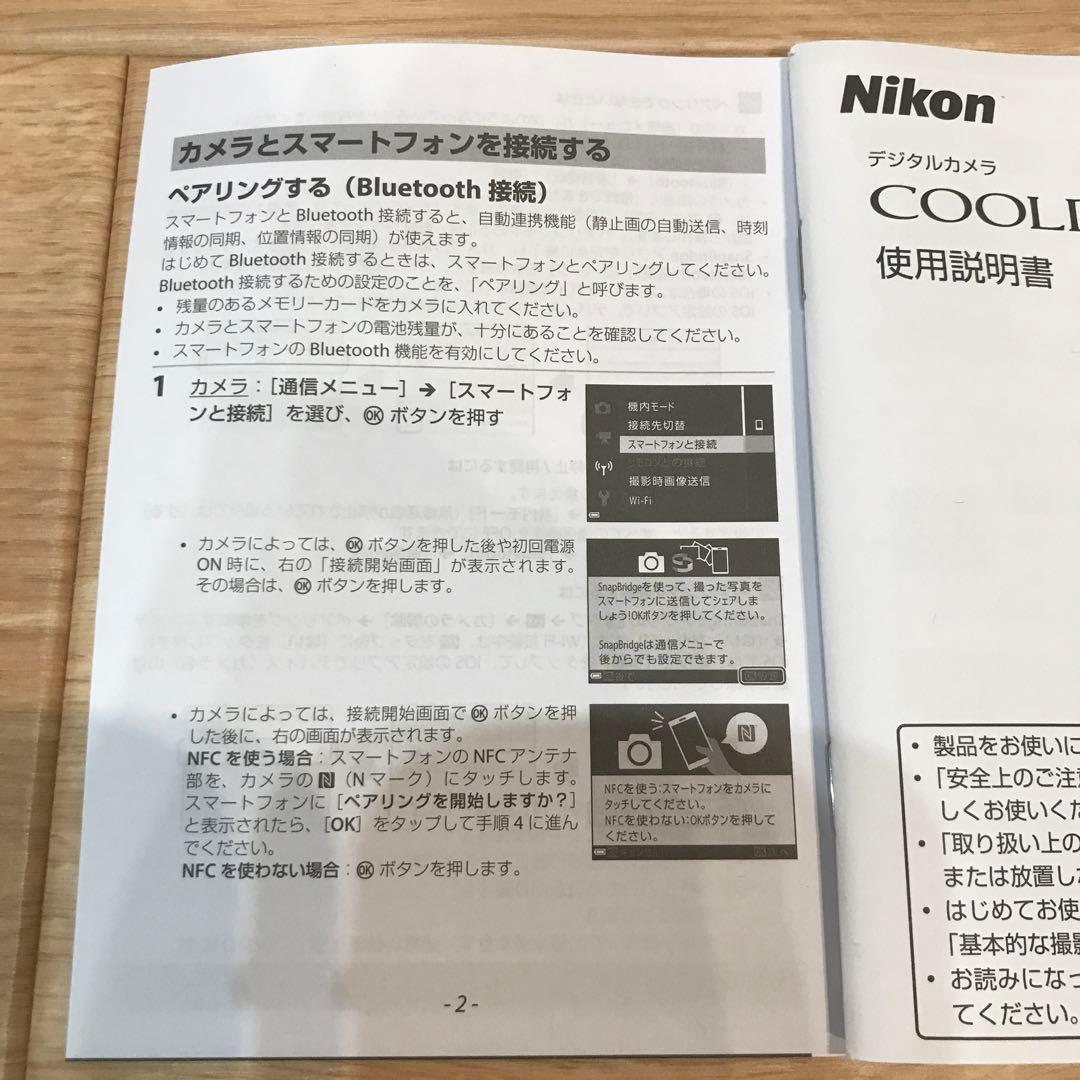 カメラとスマートフォンを接続する
ペアリングする（Bluetooth 接続）
スマートフォンと Bluetooth 接続すると、自動連携機能（静止画の自動送信、時刻
情報の同期、位置情報の同期）が使えます。
はじめて Bluetooth 接続するときは、スマートフォンとペアリングしてください。
Bluetooth 接続するための設定のことを、「ペアリング」と呼びます。
• 残量のあるメモリーカードをカメラに入れてください。
• カメラとスマートフォンの電池残量が、十分にあることを確認してください。
• スマートフォンの Bluetooth 機能を有効にしてください。
1 カメラ：［通信メニュー］→［スマートフォ
ンと接続］を選び、OK ボタンを押す
機内モード
接続先切替
スマートフォンと接続
リモコンとの接続
撮影時画像送信
Wi-Fi
• カメラによっては、OK ボタンを押した後や初回電源
ON 時に、右の「接続開始画面」が表示されます。
その場合は、OK ボタンを押します。
SnapBridgeを使って、撮った写真を
スマートフォンに送信してシェアしま
しょう!OKボタンを押してください。
SnapBridgeは通信メニューで
後からでも設定できます。
後で
OK設定
• カメラによっては、接続開始画面で OK ボタンを押
した後に、右の画面が表示されます。
NFC を使う場合：スマートフォンの NFC アンテナ
部を、カメラの N（N マーク）にタッチします。
スマートフォンに［ペアリングを開始しますか？］
と表示されたら、［OK］をタップして手順 4 に進ん
でください。
NFC を使わない場合：OK ボタンを押します。
N
NFCを使う:スマートフォンをカメラに
タッチしてください。
NFCを使わない:OKボタンを押して
ください。
- 2 -
Nikon
デジタルカメラ
COOL
使用説明書
• 製品をお使いに
• 「安全上のご注
しくお使いくだ
• 「取り扱い上の
または放置した
• はじめてお使
「基本的な撮影
• お読みになっ
てください。